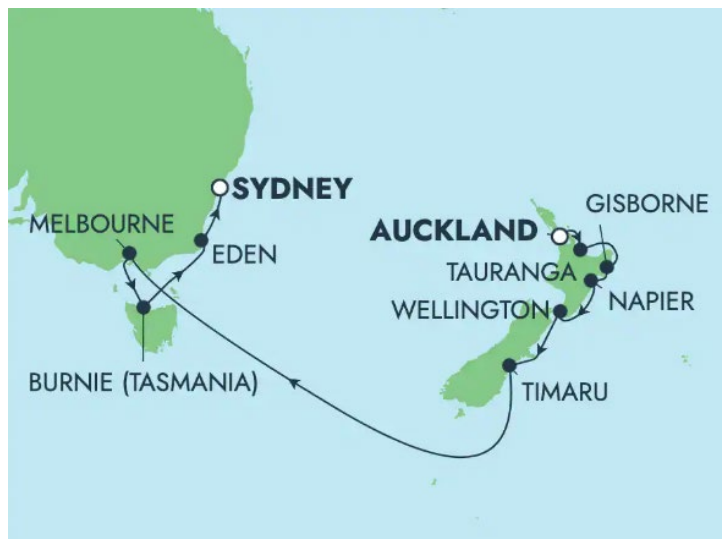 SYDNEY
MELBOURNE
GISBORNE
AUCKLAND
EDEN
TAURANGA
NAPIER
WELLINGTON
BURNIE (TASMANIA)
TIMARU